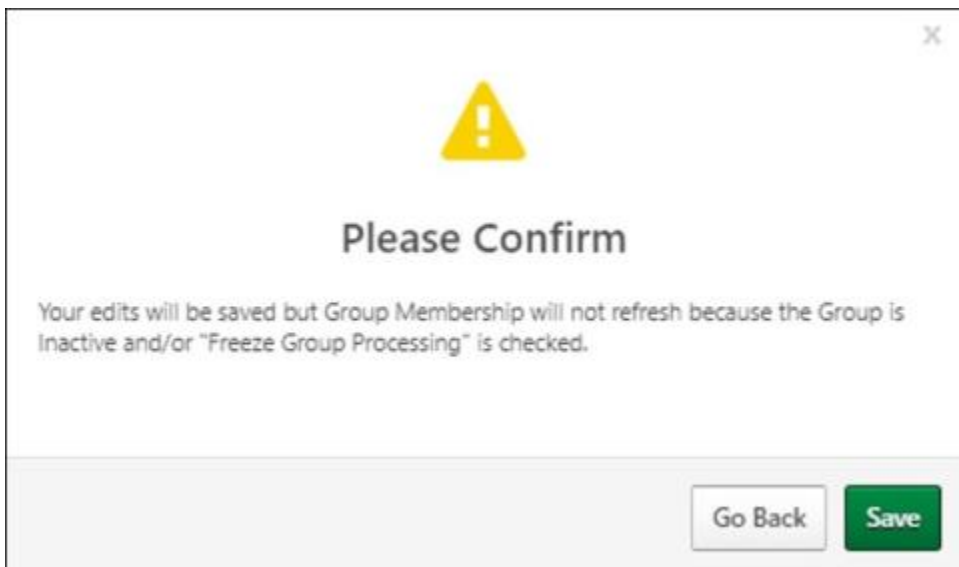 Please Confirm
Your edits will be saved but Group Membership will not refresh because the Group is
Inactive and/or "Freeze Group Processing" is checked.
Go Back
Save